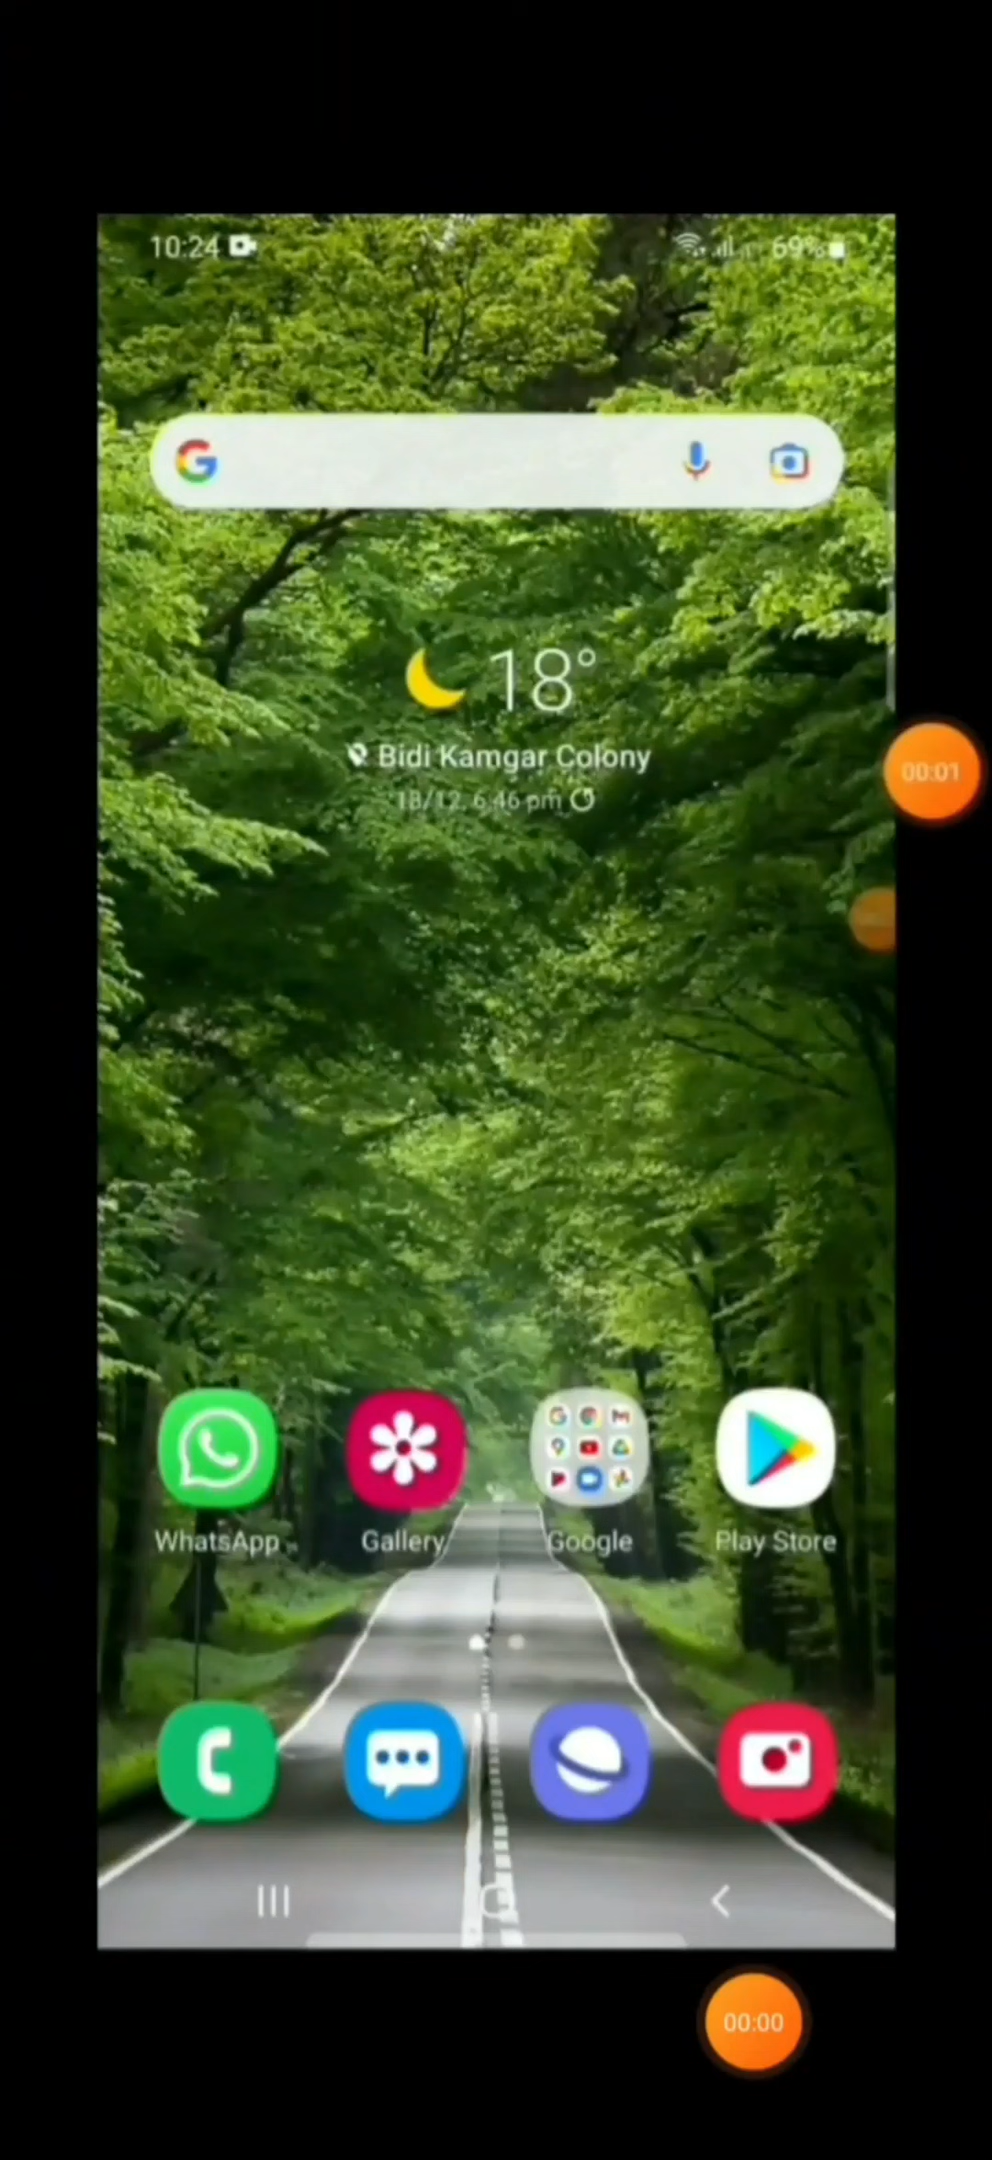 10:24 69%
18°
Bidi Kamgar Colony
00:01
18/12, 6:46 pm
WhatsApp Gallery Google Play Store
00:00